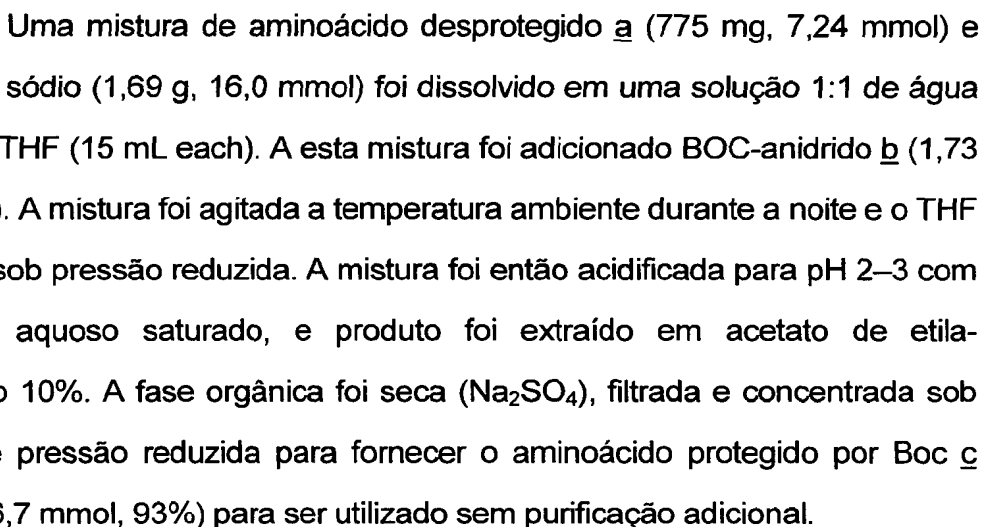 Uma mistura de aminoácido desprotegido a (775 mg, 7,24 mmol) e
sódio (1,69 g, 16,0 mmol) foi dissolvido em uma solução 1:1 de água
THF (15 mL each). A esta mistura foi adicionado BOC-anidrido b (1,73
). A mistura foi agitada a temperatura ambiente durante a noite e o THF
sob pressão reduzida. A mistura foi então acidificada para pH 2–3 com
aquoso saturado, e produto foi extraído em acetato de etila-
o 10%. A fase orgânica foi seca (Na₂SO₄), filtrada e concentrada sob
e pressão reduzida para fornecer o aminoácido protegido por Boc c
6,7 mmol, 93%) para ser utilizado sem purificação adicional.